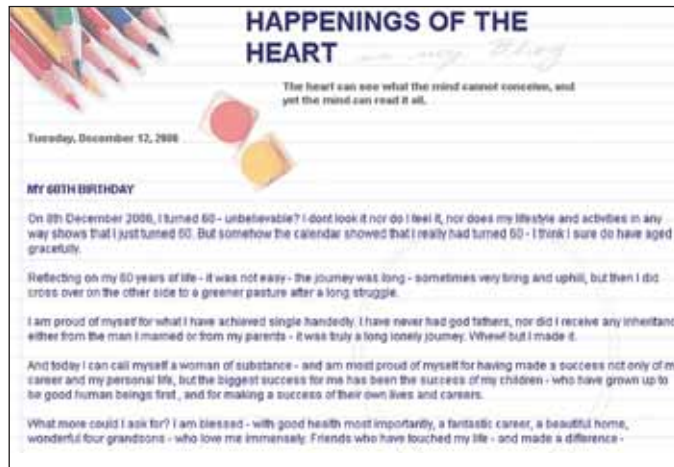 HAPPENINGS OF THE
HEART
my Blog
The heart can see what the mind cannot conceive, and
yet the mind can read it all.
Tuesday, December 12, 2006
MY 60TH BIRTHDAY
On 8th December 2006, I turned 60 - unbelievable? I dont look it nor do I feel it, nor does my lifestyle and activities in any
way shows that I just turned 60. But somehow the calendar showed that I really had turned 60 - I think I sure do have aged
gracefully.
Reflecting on my 60 years of life - it was not easy - the journey was long - sometimes very tiring and uphill, but then I did
cross over on the other side to a greener pasture after a long struggle.
I am proud of myself for what I have achieved single handedly. I have never had god fathers, nor did I receive any inheritanc
either from the man I married or from my parents - it was truly a long lonely journey. Whew! but I made it.
And today I can call myself a woman of substance - and am most proud of myself for having made a success not only of m
career and my personal life, but the biggest success for me has been the success of my children - who have grown up to
be good human beings first , and for making a success of their own lives and careers.
What more could I ask for? I am blessed - with good health most importantly, a fantastic career, a beautiful home,
wonderful four grandsons - who love me immensely. Friends who have touched my life - and made a difference -